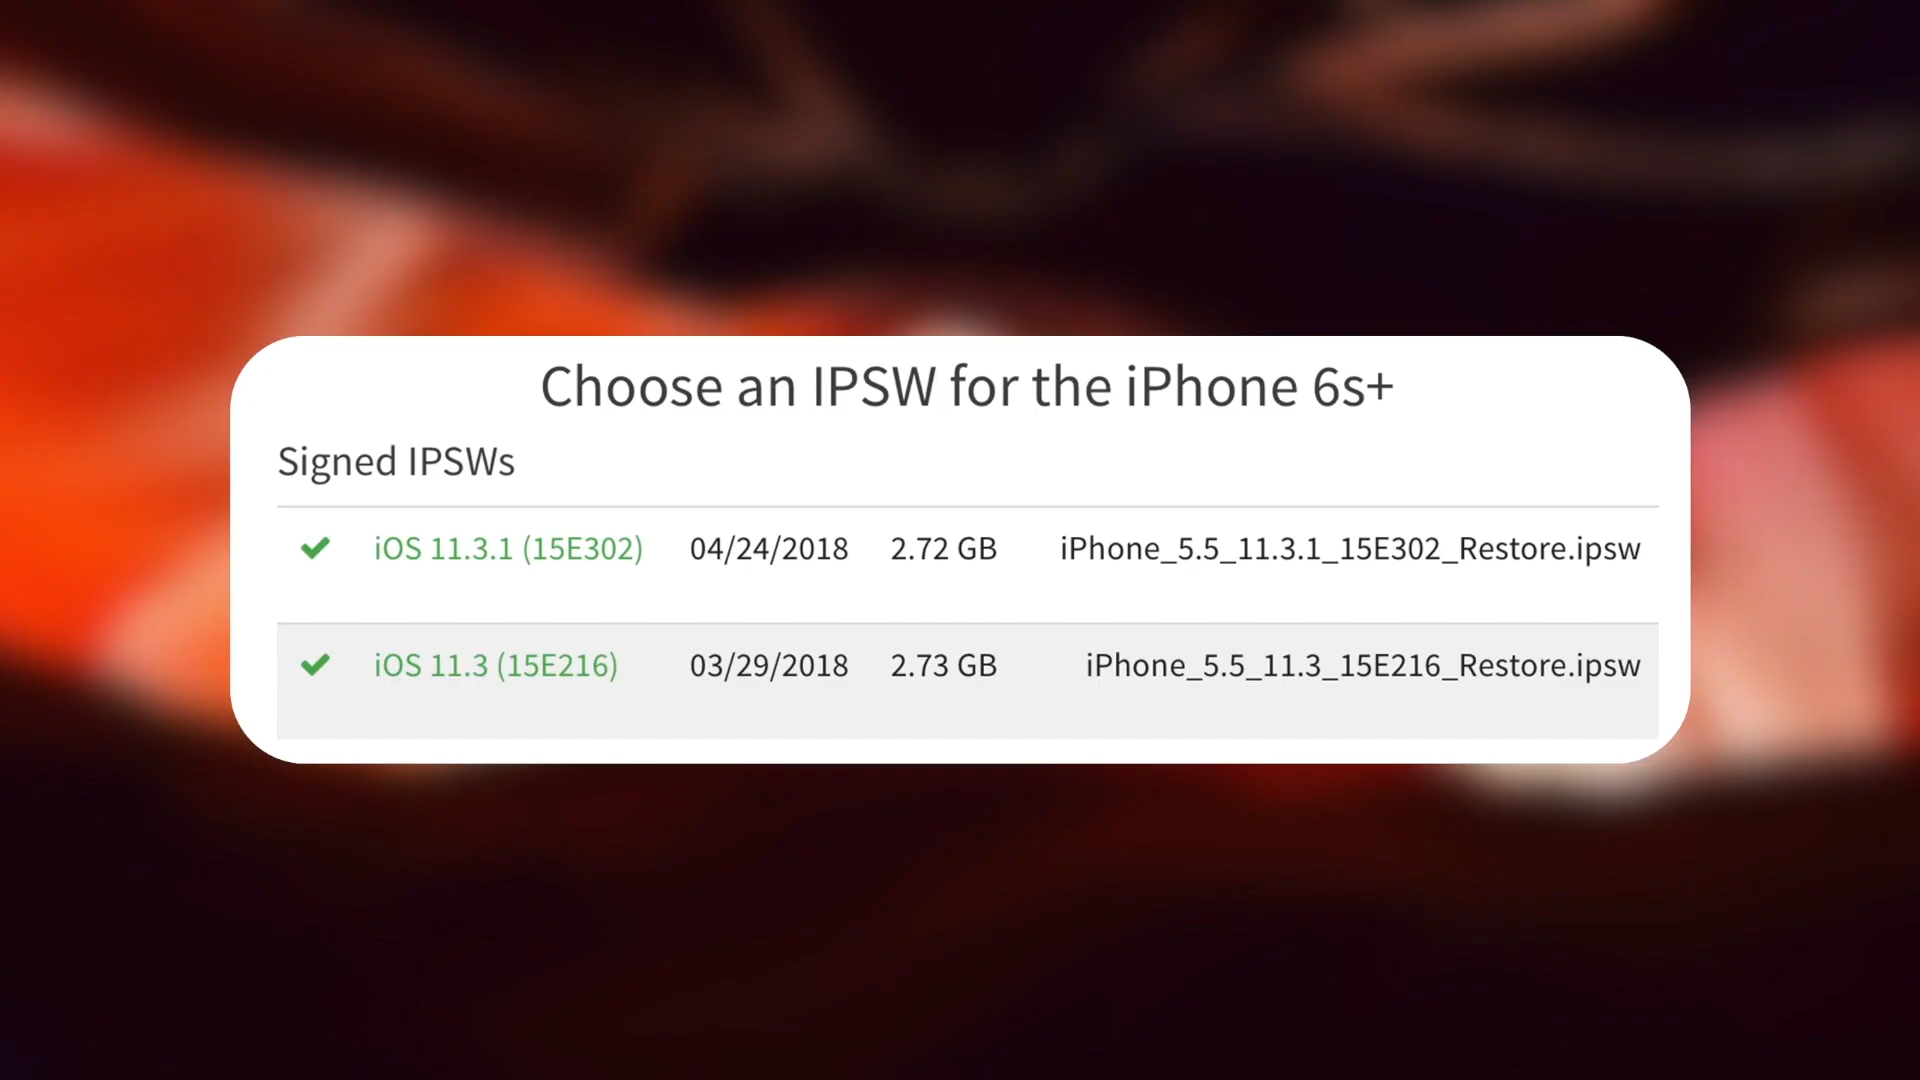 Choose an IPSW for the iPhone 6s+
Signed IPSWs
iOS 11.3.1 (15E302) 04/24/2018 2.72 GB iPhone_5.5_11.3.1_15E302_Restore.ipsw
iOS 11.3 (15E216) 03/29/2018 2.73 GB iPhone_5.5_11.3_15E216_Restore.ipsw